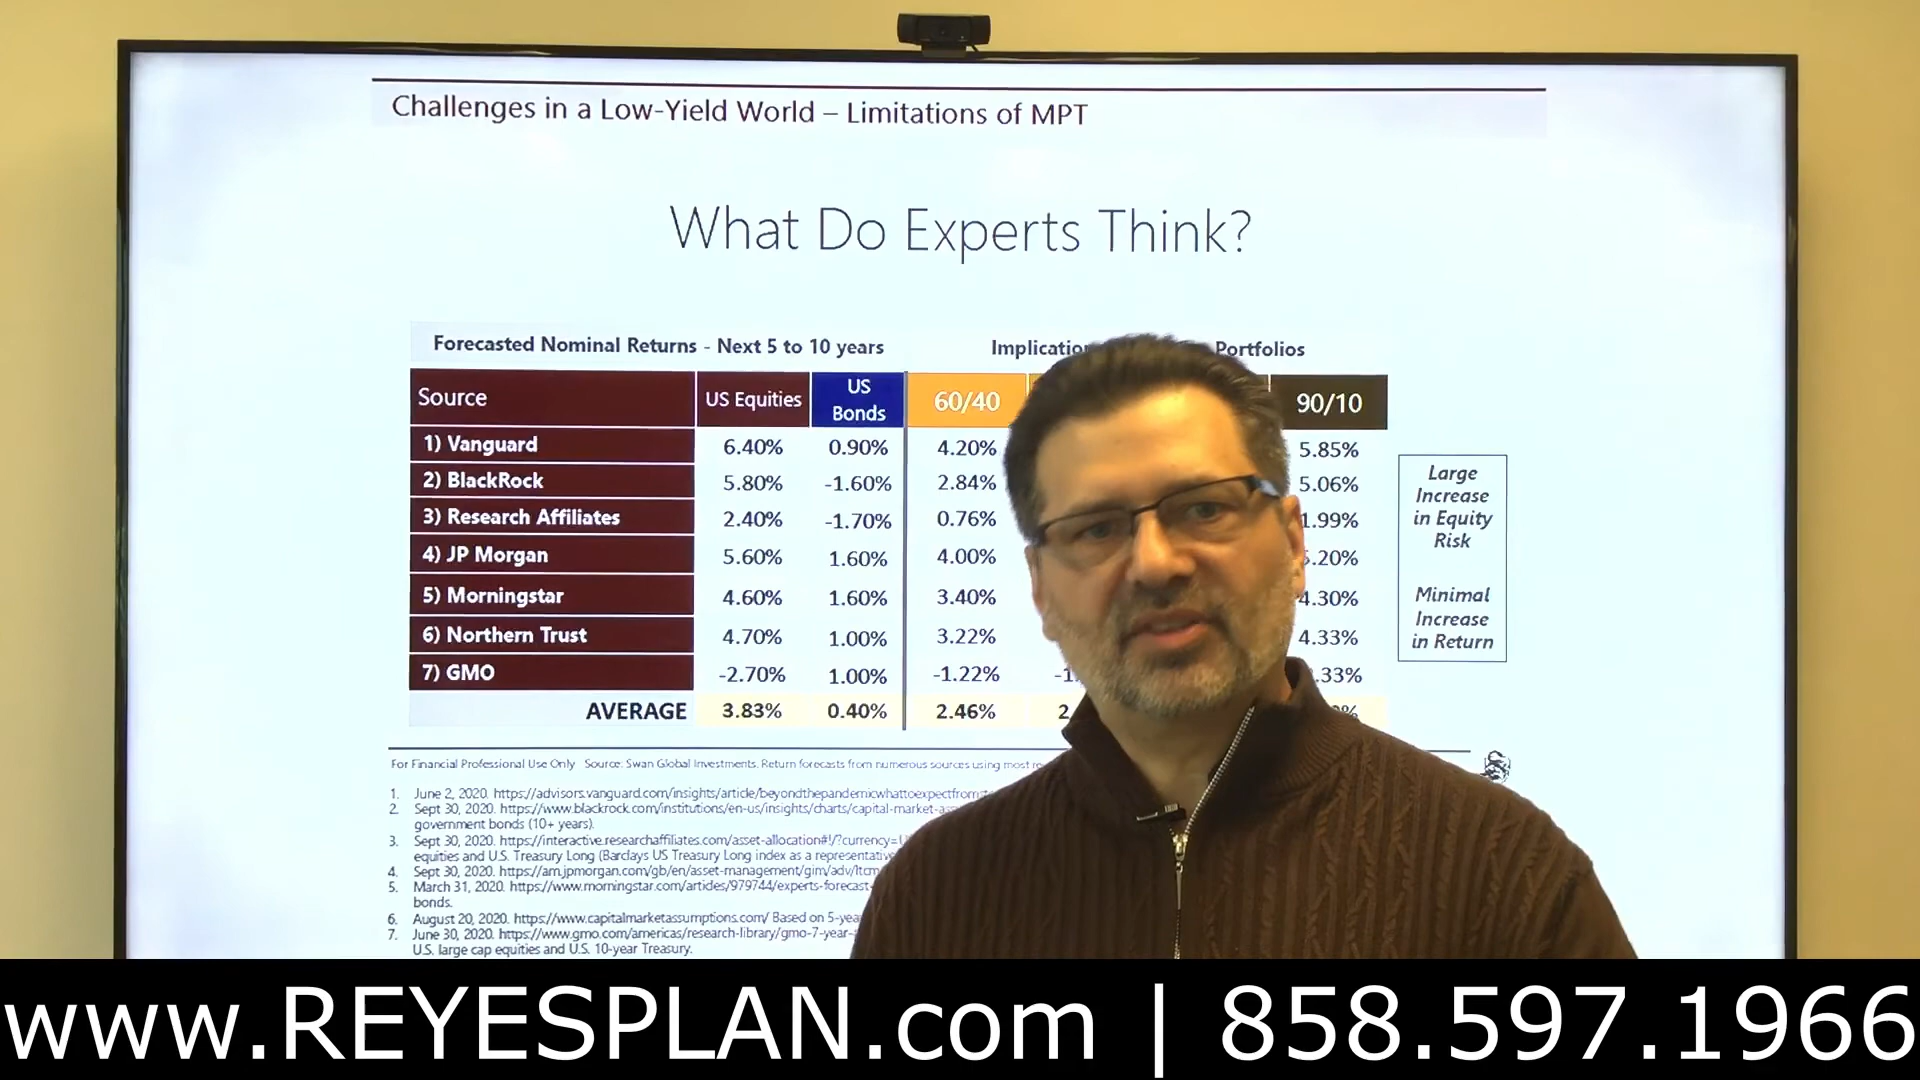 Challenges in a Low-Yield World – Limitations of MPT
What Do Experts Think?
Forecasted Nominal Returns - Next 5 to 10 years Portfolios
Source US Equities US Bonds 60/40 90/10
1) Vanguard 6.40% 0.90% 4.20% 5.85%
2) BlackRock 5.80% -1.60% 2.84% 5.06%
3) Research Affiliates 2.40% -1.70% 0.76% 1.99%
4) JP Morgan 5.60% 1.60% 4.00% .20%
5) Morningstar 4.60% 1.60% 3.40% 4.30%
6) Northern Trust 4.70% 1.00% 3.22% 4.33%
7) GMO -2.70% 1.00% -1.22% .33%
AVERAGE 3.83% 0.40% 2.46%
Large
Increase
in Equity
Risk
Minimal
Increase
in Return
For Financial Professional Use Only Source: Swan Global Investments. Return forecasts from numerous sources using most
1. June 2, 2020. https://advisors.vanguard.com/insights/article/beyondthepandemicwhattoexpectfrom
2. Sept 30, 2020. https://www.blackrock.com/institutions/en-us/insights/charts/capital-market-
government bonds (10+ years).
3. Sept 30, 2020. https://interactive.researchaffiliates.com/asset-allocation#!/?currency=
equities and U.S. Treasury Long (Barclays US Treasury Long index as a representative
4. Sept 30, 2020. https://am.jpmorgan.com/gb/en/asset-management/gim/adv/ltcm
5. March 31, 2020. https://www.morningstar.com/articles/979744/experts-forecast-
bonds.
6. August 20, 2020. https://www.capitalmarketassumptions.com/ Based on 5-yea
7. June 30, 2020. https://www.gmo.com/americas/research-library/gmo-7-year-
U.S. large cap equities and U.S. 10-year Treasury.
www.REYESPLAN.com | 858.597.1966